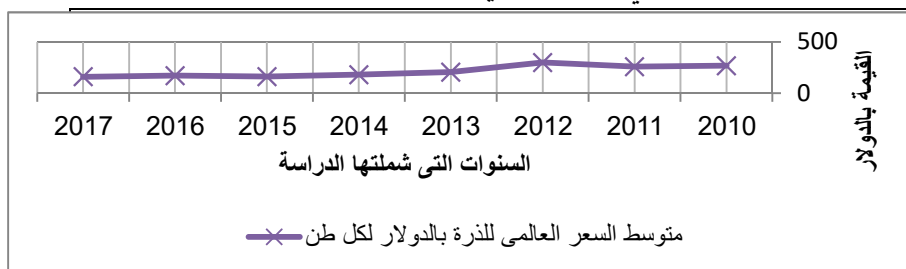 500
0
القيمة بالدولار
2017 2016 2015 2014 2013 2012 2011 2010
السنوات التى شملتها الدراسة
متوسط السعر العالمى للذرة بالدولار لكل طن